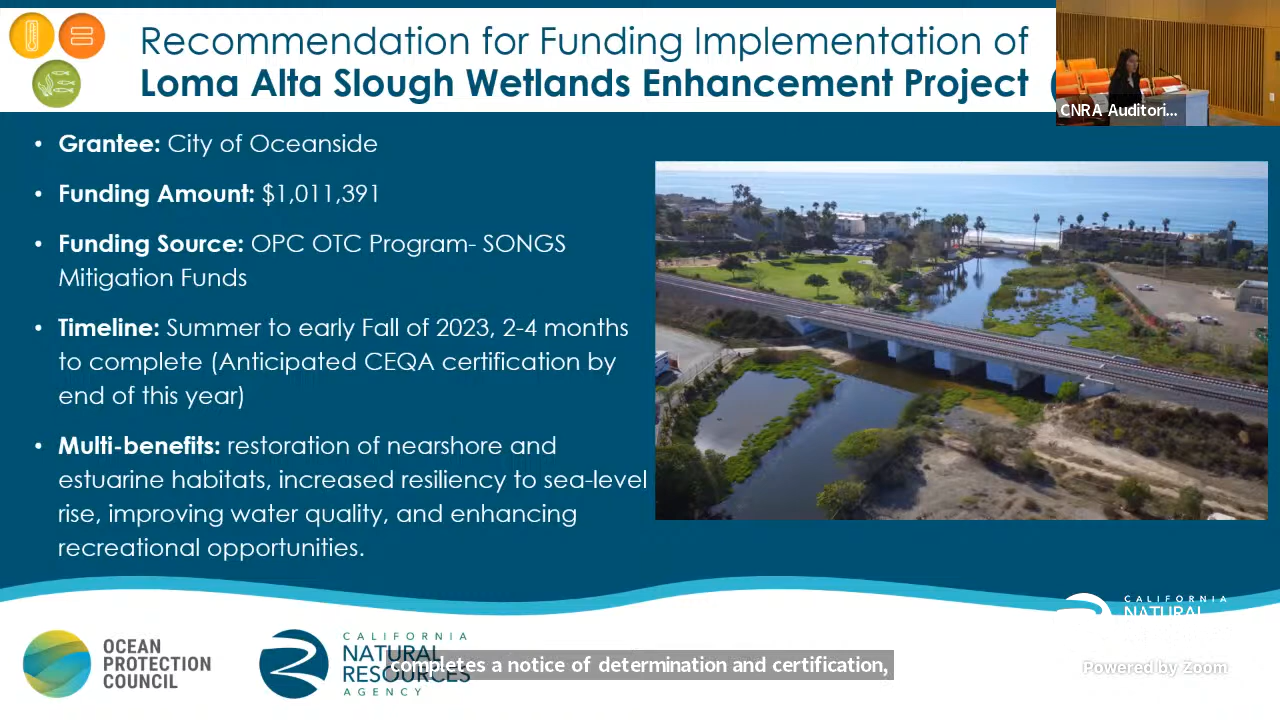 Recommendation for Funding Implementation of
Loma Alta Slough Wetlands Enhancement Project
CNRA Auditori...
• Grantee: City of Oceanside
• Funding Amount: $1,011,391
• Funding Source: OPC OTC Program- SONGS
Mitigation Funds
• Timeline: Summer to early Fall of 2023, 2-4 months
to complete (Anticipated CEQA certification by
end of this year)
• Multi-benefits: restoration of nearshore and
estuarine habitats, increased resiliency to sea-level
rise, improving water quality, and enhancing
recreational opportunities.
CALIFORNIA
NATURAL
OCEAN
PROTECTION
COUNCIL
CALIFORNIA
NATURAL
RESOURCES
AGENCY
completes a notice of determination and certification,
Powered by Zoom